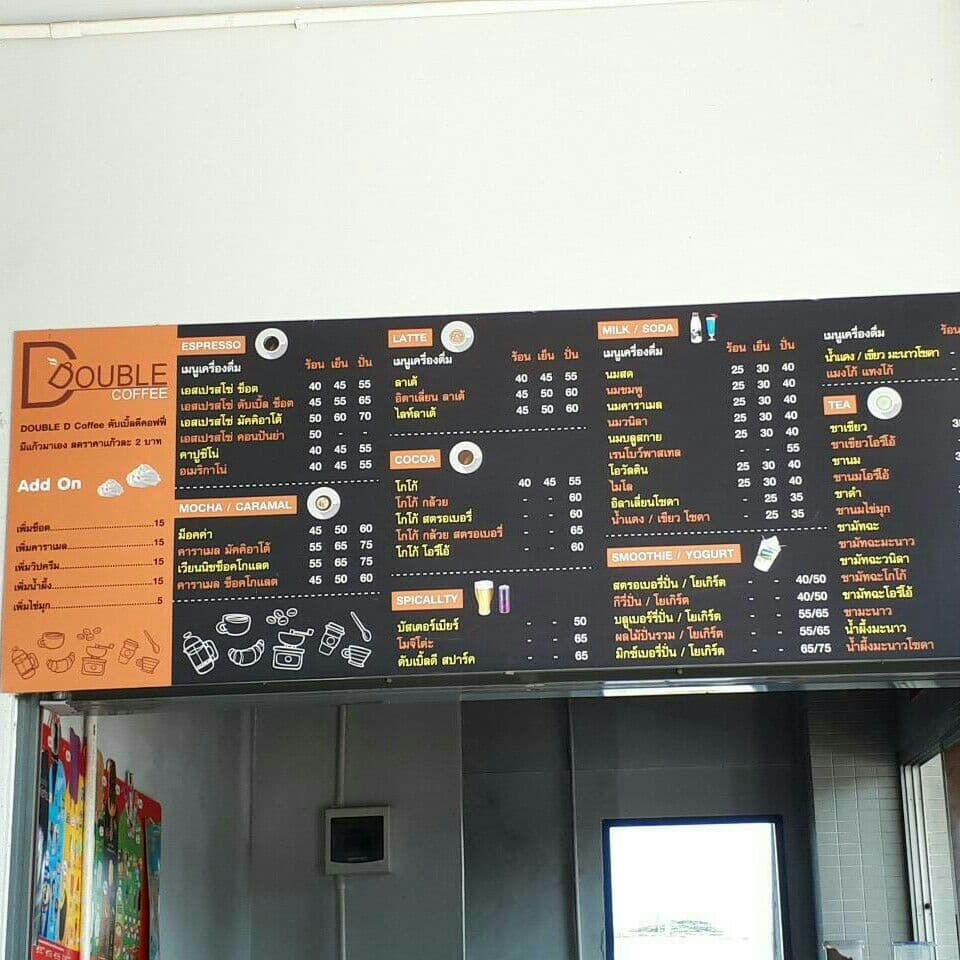 DOUBLE
COFFEE
DOUBLE D Coffee ดับเบิ้ลดีคอฟฟี่
มีแก้วมาเอง ลดราคาแก้วละ 2 บาท
Add On
เพิ่มช็อต 15
เพิ่มคาราเมล 15
เพิ่มวิปครีม 15
เพิ่มน้ำผึ้ง 15
เพิ่มไข่มุก 5
ESPRESSO
เมนูเครื่องดื่ม ร้อน เย็น ปั่น
เอสเปรสโซ่ ช็อต 40 45 55
เอสเปรสโซ่ ดับเบิ้ล ช็อต 45 55 65
เอสเปรสโซ่ มัคคิอาโต้ 50 60 70
เอสเปรสโซ่ คอนปันย่า 50 - -
คาปูชิโน่ 40 45 55
อเมริกาโน่ 40 45 55
MOCHA / CARAMAL
ม็อคค่า 45 50 60
คาราเมล มัคคิอาโต้ 55 65 75
เวียนนิชช็อคโกแลต 55 65 75
คาราเมล ช็อคโกแลต 45 50 60
LATTE
เมนูเครื่องดื่ม ร้อน เย็น ปั่น
ลาเต้ 40 45 55
อิตาเลี่ยน ลาเต้ 45 50 60
ไลท์ลาเต้ 45 50 60
COCOA
โกโก้ 40 45 55
โกโก้ กล้วย - - 60
โกโก้ สตรอเบอรี่ - - 60
โกโก้ กล้วย สตรอเบอรี่ - - 65
โกโก้ โอรีโอ้ - - 60
SPICALLTY
บัสเตอร์เบียร์ - - 50
โมจิโต่ะ - - 65
ดับเบิ้ลดี สปาร์ค - - 65
MILK / SODA
เมนูเครื่องดื่ม ร้อน เย็น ปั่น
นมสด 25 30 40
นมชมพู 25 30 40
นมคาราเมล 25 30 40
นมวนิลา 25 30 40
นมบลูสกาย 25 30 40
เรนโบว์พาสเทล - - 55
โอวัลติน 25 30 40
ไมโล 25 30 40
อิลาเลี่ยนโซดา - 25 35
น้ำแดง / เขียว โซดา - 25 35
SMOOTHIE / YOGURT
สตรอเบอรี่ปั่น / โยเกิร์ต - - 40/50
กีวี่ปั่น / โยเกิร์ต - - 40/50
บลูเบอร์รี่ปั่น / โยเกิร์ต - - 55/65
ผลไม้ปั่นรวม / โยเกิร์ต - - 55/65
มิกซ์เบอรี่ปั่น / โยเกิร์ต - - 65/75
เมนูเครื่องดื่ม
น้ำแดง / เขียว มะนาวโซดา -
แมงโก้ แทงโก้ -
TEA
ชาเขียว
ชาเขียวโอรีโอ้
ชานม
ชานมโอรีโอ้
ชาดำ
ชานมไข่มุก
ชามัทฉะ
ชามัทฉะมะนาว
ชามัทฉะวนิลา
ชามัทฉะโกโก้
ชามัทฉะโอรีโอ้
ชามะนาว
น้ำผึ้งมะนาว
น้ำผึ้งมะนาวโซดา